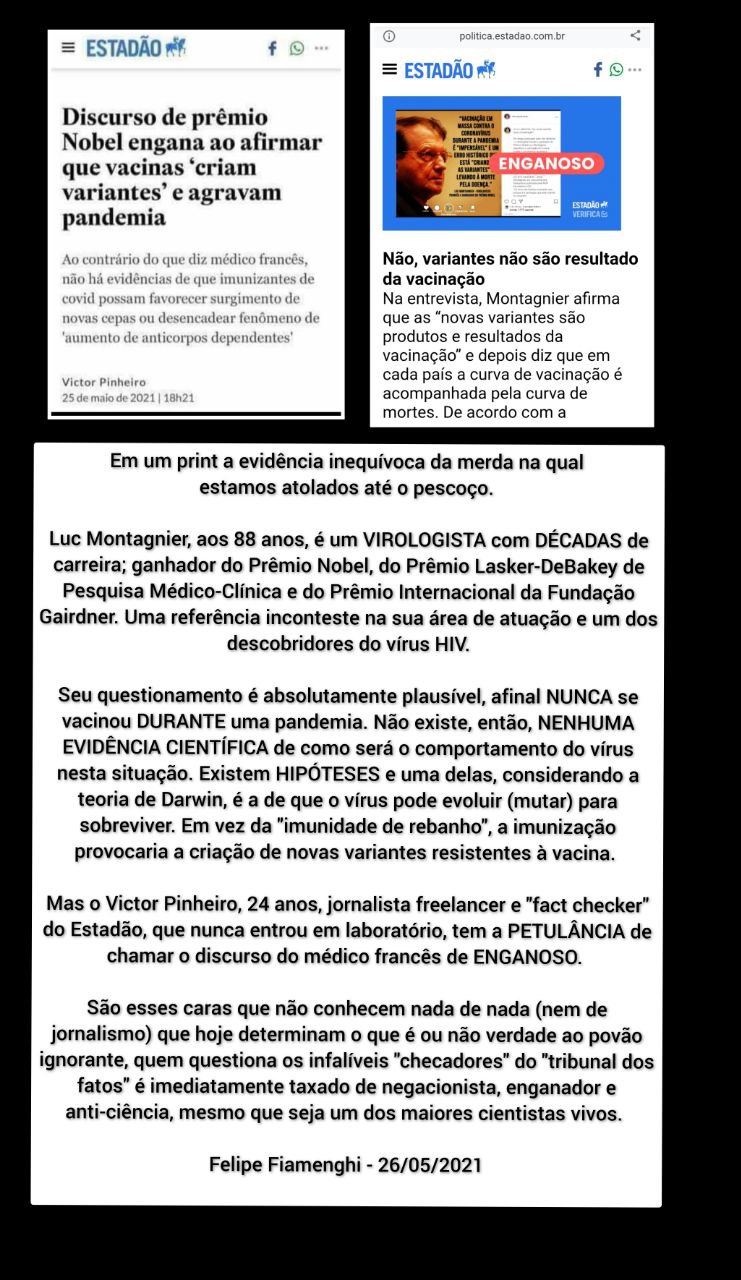 ESTADÃO
Discurso de prêmio
Nobel engana ao afirmar
que vacinas ‘criam
variantes’ e agravam
pandemia
Ao contrário do que diz médico francês,
não há evidências de que imunizantes de
covid possam favorecer surgimento de
novas cepas ou desencadear fenômeno de
'aumento de anticorpos dependentes'
Victor Pinheiro
25 de maio de 2021 | 18h21
politica.estadao.com.br
ESTADÃO
"VACINAÇÃO EM
MASSA CONTRA O
CORONAVÍRUS
DURANTE A PANDEMIA
É "IMPENSÁVEL" E UM
ERRO HISTÓRICO
ESTÁ "CRIANDO
AS VARIANTES"
LEVANDO À MORTE
PELA DOENÇA."
ENGANOSO
ESTADÃO
VERIFICA
Não, variantes não são resultado
da vacinação
Na entrevista, Montagnier afirma
que as “novas variantes são
produtos e resultados da
vacinação” e depois diz que em
cada país a curva de vacinação é
acompanhada pela curva de
mortes. De acordo com a
Em um print a evidência inequívoca da merda na qual
estamos atolados até o pescoço.
Luc Montagnier, aos 88 anos, é um VIROLOGISTA com DÉCADAS de
carreira; ganhador do Prêmio Nobel, do Prêmio Lasker-DeBakey de
Pesquisa Médico-Clínica e do Prêmio Internacional da Fundação
Gairdner. Uma referência inconteste na sua área de atuação e um dos
descobridores do vírus HIV.
Seu questionamento é absolutamente plausível, afinal NUNCA se
vacinou DURANTE uma pandemia. Não existe, então, NENHUMA
EVIDÊNCIA CIENTÍFICA de como será o comportamento do vírus
nesta situação. Existem HIPÓTESES e uma delas, considerando a
teoria de Darwin, é a de que o vírus pode evoluir (mutar) para
sobreviver. Em vez da "imunidade de rebanho", a imunização
provocaria a criação de novas variantes resistentes à vacina.
Mas o Victor Pinheiro, 24 anos, jornalista freelancer e "fact checker"
do Estadão, que nunca entrou em laboratório, tem a PETULÂNCIA de
chamar o discurso do médico francês de ENGANOSO.
São esses caras que não conhecem nada de nada (nem de
jornalismo) que hoje determinam o que é ou não verdade ao povão
ignorante, quem questiona os infalíveis "checadores" do "tribunal dos
fatos" é imediatamente taxado de negacionista, enganador e
anti-ciência, mesmo que seja um dos maiores cientistas vivos.
Felipe Fiamenghi - 26/05/2021